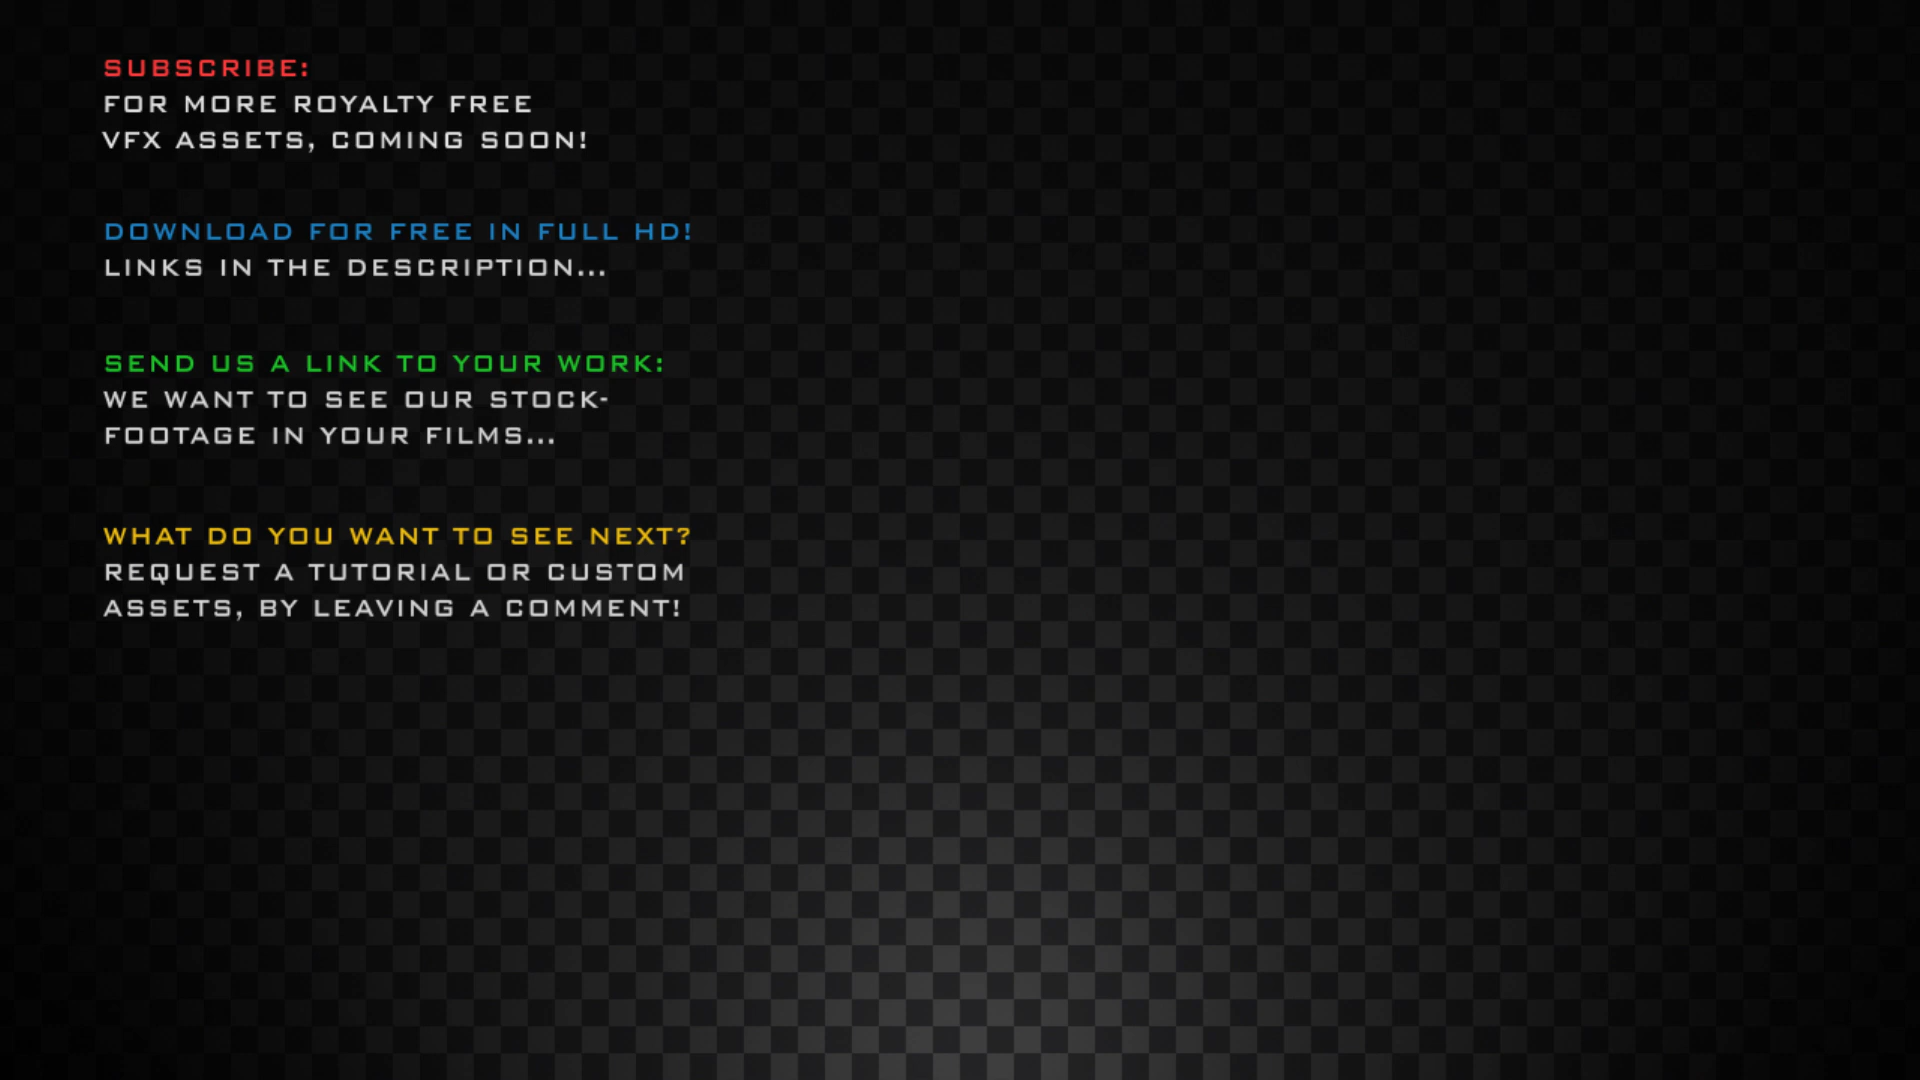 SUBSCRIBE:
FOR MORE ROYALTY FREE
VFX ASSETS, COMING SOON!
DOWNLOAD FOR FREE IN FULL HD!
LINKS IN THE DESCRIPTION...
SEND US A LINK TO YOUR WORK:
WE WANT TO SEE OUR STOCK-
FOOTAGE IN YOUR FILMS...
WHAT DO YOU WANT TO SEE NEXT?
REQUEST A TUTORIAL OR CUSTOM
ASSETS, BY LEAVING A COMMENT!